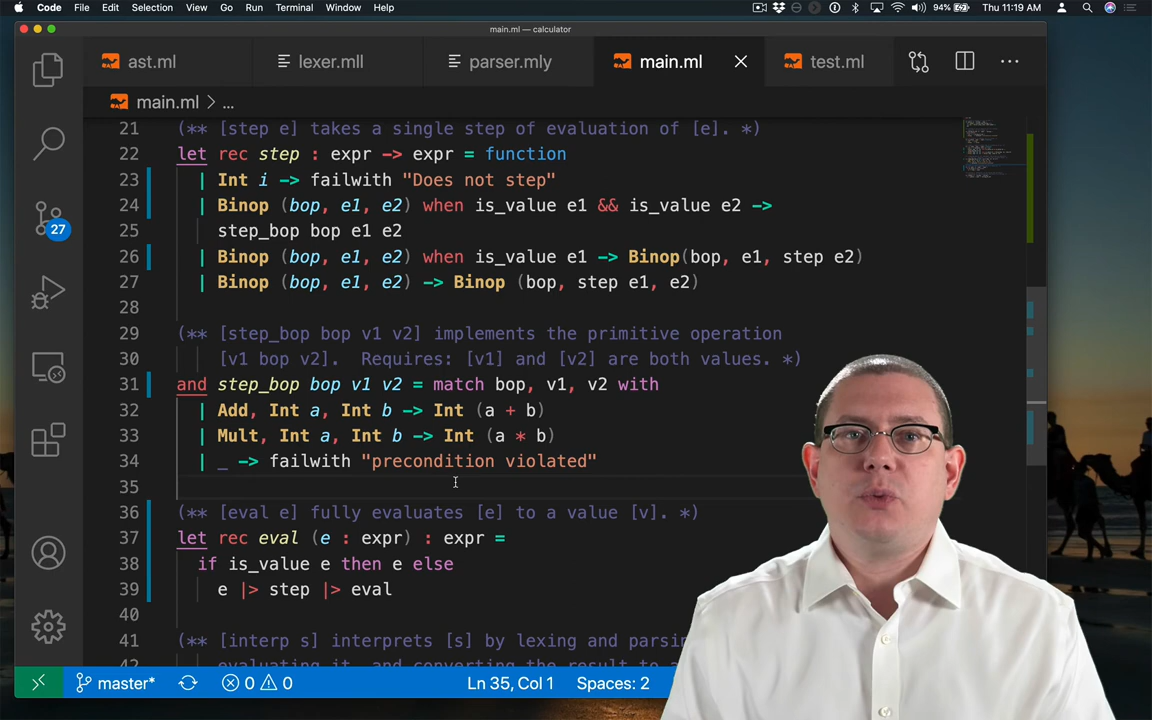 Code File Edit Selection View Go Run Terminal Window Help 94% Thu 11:19 AM
main.ml — calculator
ast.ml lexer.mll parser.mly main.ml test.ml
main.ml > ...
21 (** [step e] takes a single step of evaluation of [e]. *)
22 let rec step : expr -> expr = function
23 | Int i -> failwith "Does not step"
24 | Binop (bop, e1, e2) when is_value e1 && is_value e2 ->
25 step_bop bop e1 e2
26 | Binop (bop, e1, e2) when is_value e1 -> Binop(bop, e1, step e2)
27 | Binop (bop, e1, e2) -> Binop (bop, step e1, e2)
28
29 (** [step_bop bop v1 v2] implements the primitive operation
30 [v1 bop v2]. Requires: [v1] and [v2] are both values. *)
31 and step_bop bop v1 v2 = match bop, v1, v2 with
32 | Add, Int a, Int b -> Int (a + b)
33 | Mult, Int a, Int b -> Int (a * b)
34 | _ -> failwith "precondition violated"
35
36 (** [eval e] fully evaluates [e] to a value [v]. *)
37 let rec eval (e : expr) : expr =
38 if is_value e then e else
39 e |> step |> eval
40
41 (** [interp s] interprets [s] by lexing and parsin
42 evaluating it, and converting the result to a
27
master* 0 0 Ln 35, Col 1 Spaces: 2